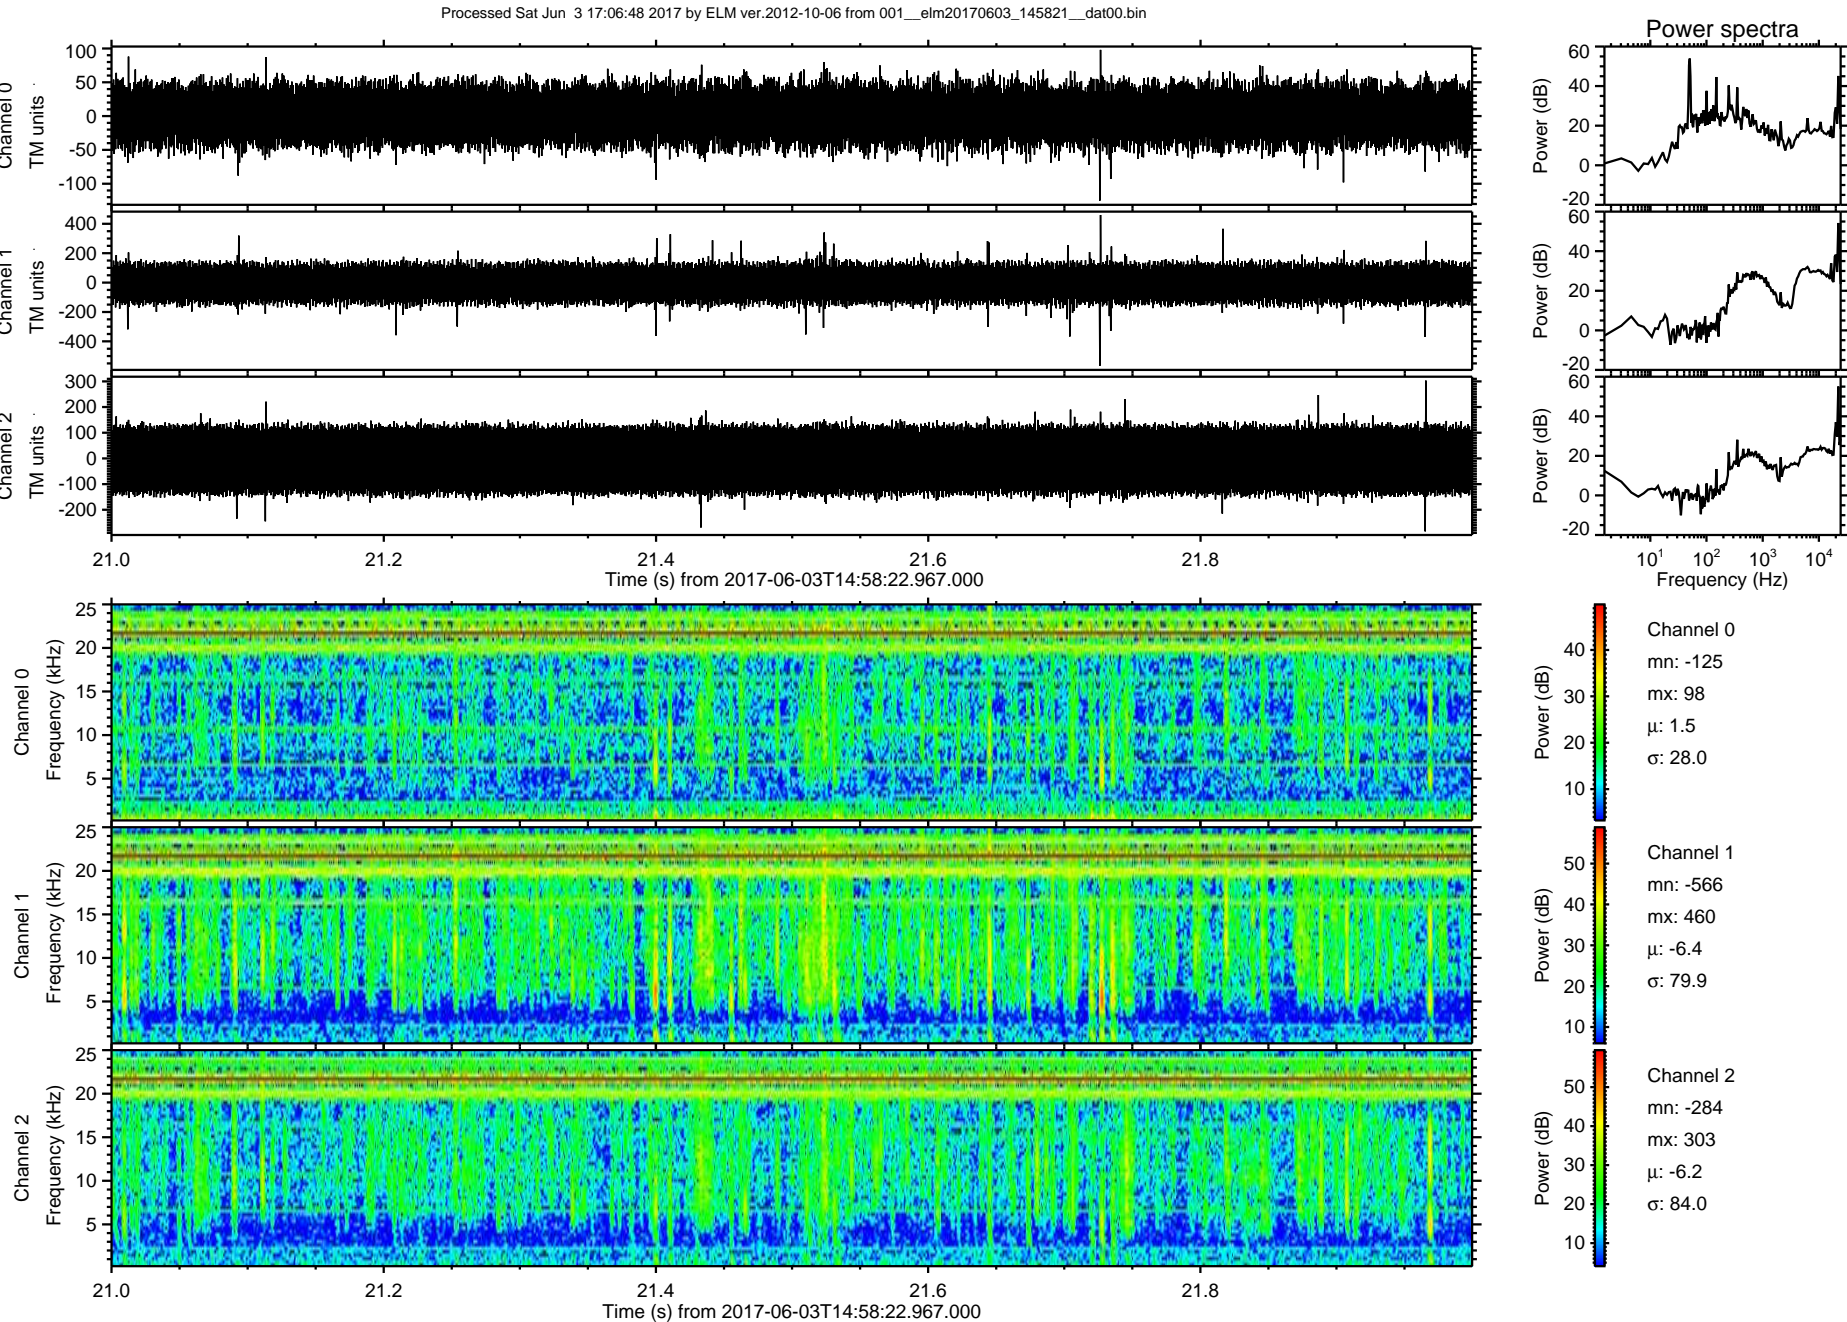 Processed Sat Jun  3 17:06:48 2017 by ELM ver.2012-10-06 from 001__elm20170603_145821__dat00.bin
Power spectra
Channel 0
TM units
100
50
0
-50
-100
Power (dB)
60
40
20
0
-20
Channel 1
TM units
400
200
0
-200
-400
Power (dB)
60
40
20
0
-20
Channel 2
TM units
300
200
100
0
-100
-200
Power (dB)
60
40
20
0
-20
21.0 21.2 21.4 21.6 21.8
Time (s) from 2017-06-03T14:58:22.967.000
10¹ 10² 10³ 10⁴
Frequency (Hz)
Channel 0
Frequency (kHz)
25
20
15
10
5
Power (dB)
40
30
20
10
Channel 0
mn: -125
mx: 98
μ: 1.5
σ: 28.0
Channel 1
Frequency (kHz)
25
20
15
10
5
Power (dB)
50
40
30
20
10
Channel 1
mn: -566
mx: 460
μ: -6.4
σ: 79.9
Channel 2
Frequency (kHz)
25
20
15
10
5
Power (dB)
50
40
30
20
10
Channel 2
mn: -284
mx: 303
μ: -6.2
σ: 84.0
21.0 21.2 21.4 21.6 21.8
Time (s) from 2017-06-03T14:58:22.967.000